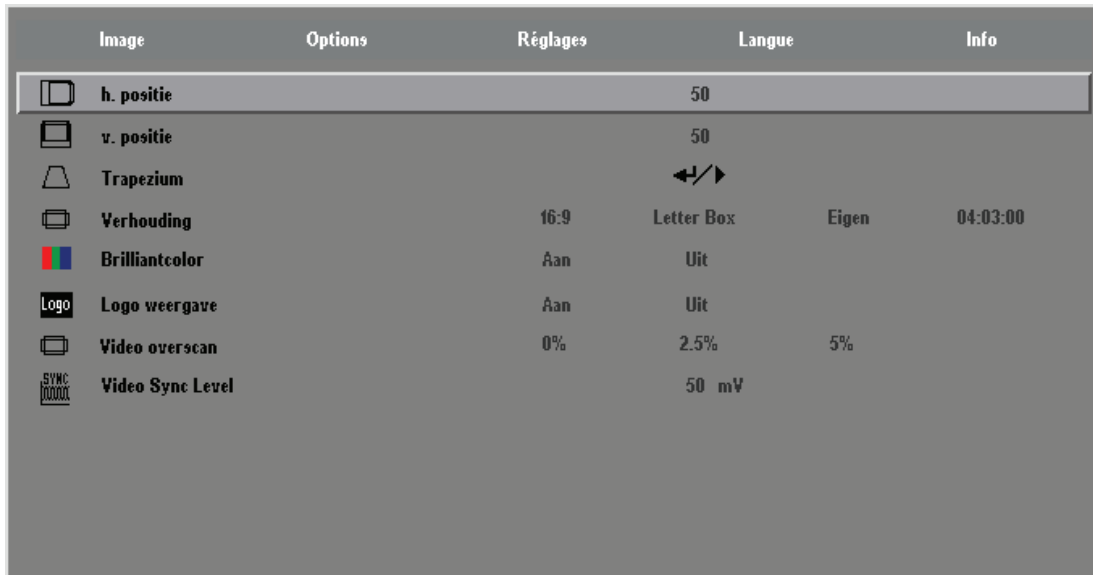 Image Options Réglages Langue Info
h. positie 50
v. positie 50
Trapezium
Verhouding 16:9 Letter Box Eigen 04:03:00
Brilliantcolor Aan Uit
Logo Logo weergave Aan Uit
Video overscan 0% 2.5% 5%
SYNC Video Sync Level 50 mV